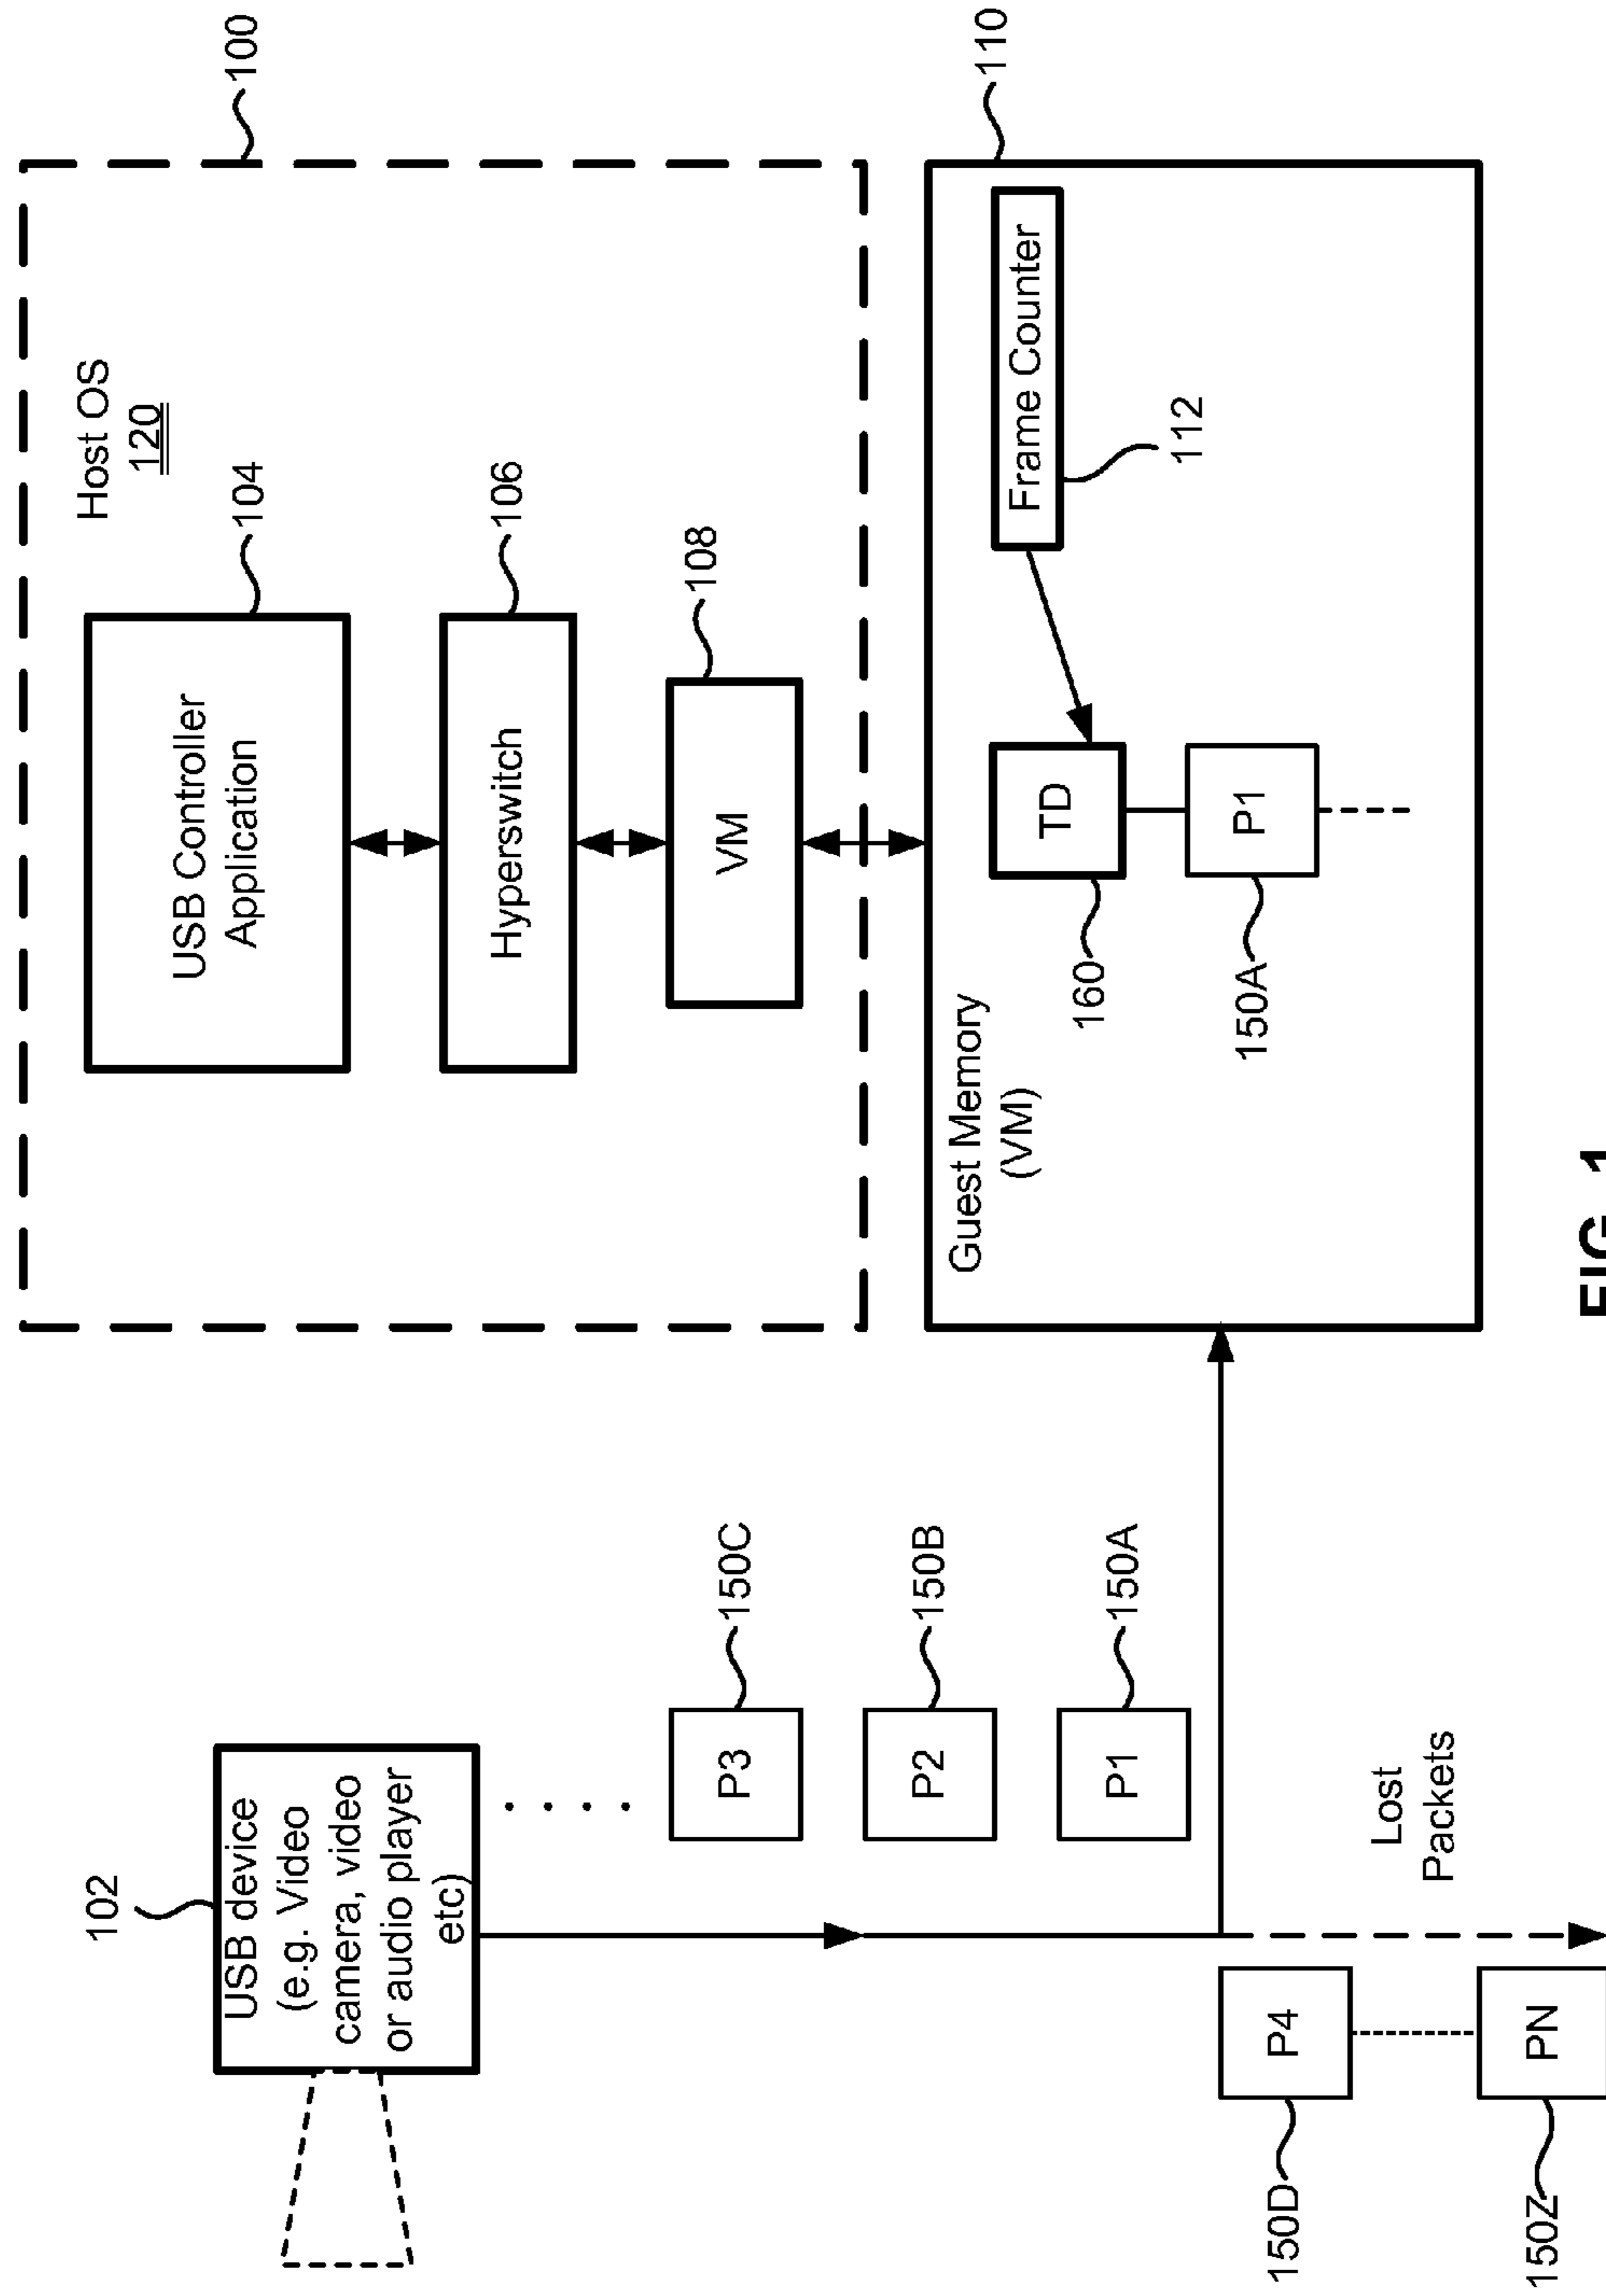 102
USB device
(e.g. Video
camera, video
or audio player
etc)
P3
150C
P2
150B
P1
150A
P4
150D
PN
150Z
Lost
Packets
100
Host OS
120
USB Controller
Application
104
Hyperswitch
106
VM
108
110
Guest Memory
(VM)
TD
160
Frame Counter
112
P1
150A